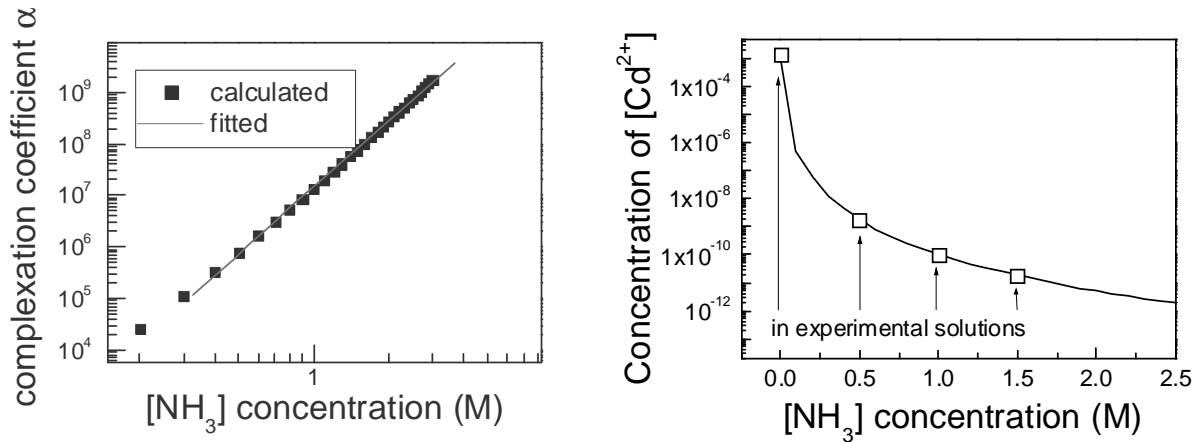 complexation coefficient α
10⁹
10⁸
10⁷
10⁶
10⁵
10⁴
calculated
fitted
1
[NH₃] concentration (M)
Concentration of [Cd²⁺]
1x10⁻⁴
1x10⁻⁶
1x10⁻⁸
1x10⁻¹⁰
10⁻¹²
in experimental solutions
0.0 0.5 1.0 1.5 2.0 2.5
[NH₃] concentration (M)